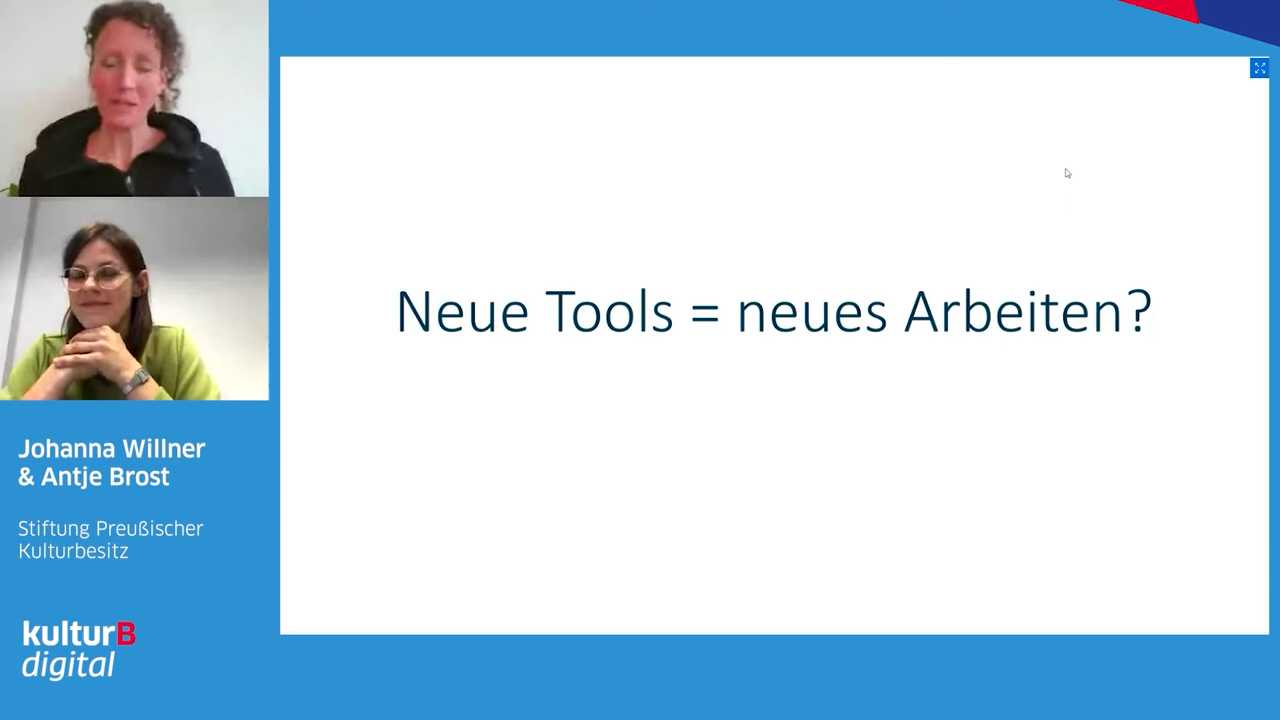 Neue Tools = neues Arbeiten?
Johanna Willner
& Antje Brost
Stiftung Preußischer
Kulturbesitz
kulturB
digital